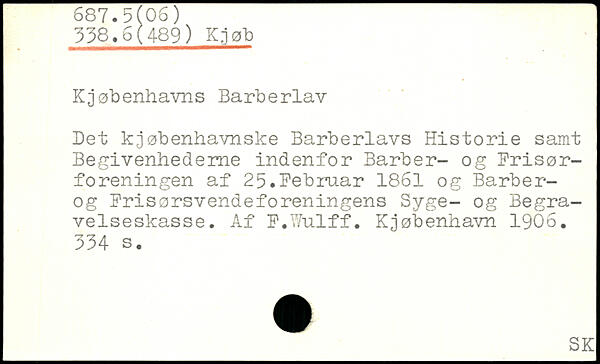 687.5(06)
338.6(489) Kjøb
Kjøbenhavns Barberlav
Det kjøbenhavnske Barberlavs Historie samt
Begivenhederne indenfor Barber- og Frisør-
foreningen af 25.Februar 1861 og Barber-
og Frisørsvendeforeningens Syge- og Begra-
velseskasse. Af F.Wulff. Kjøbenhavn 1906.
334 s.
SK